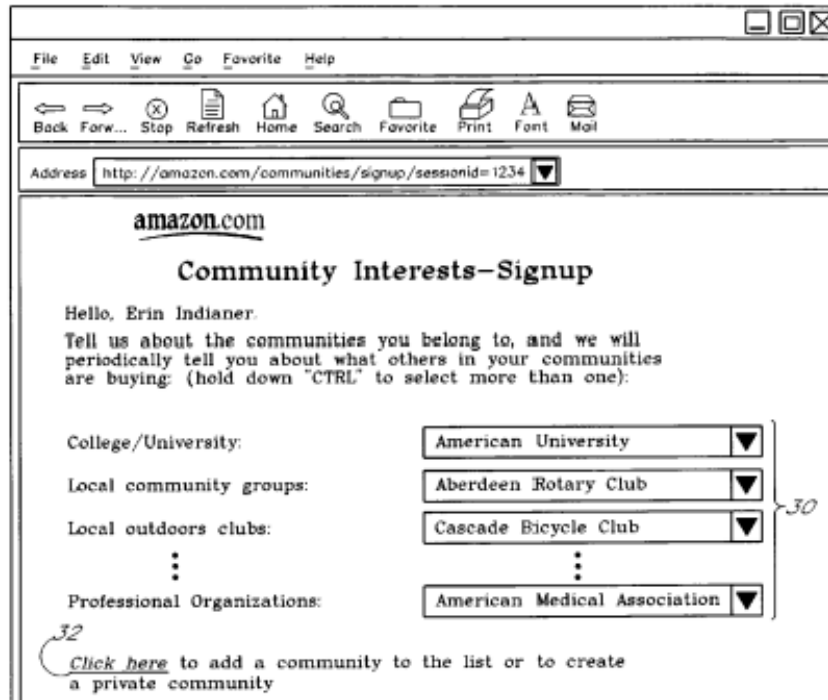 File Edit View Go Favorite Help
Back Forw... Stop Refresh Home Search Favorite Print Font Mail
Address http://amazon.com/communities/signup/sessionid=1234
amazon.com
Community Interests-Signup
Hello, Erin Indianer.
Tell us about the communities you belong to, and we will
periodically tell you about what others in your communities
are buying: (hold down "CTRL" to select more than one):
College/University: American University
Local community groups: Aberdeen Rotary Club
30
Local outdoors clubs: Cascade Bicycle Club
Professional Organizations: American Medical Association
32
Click here to add a community to the list or to create
a private community